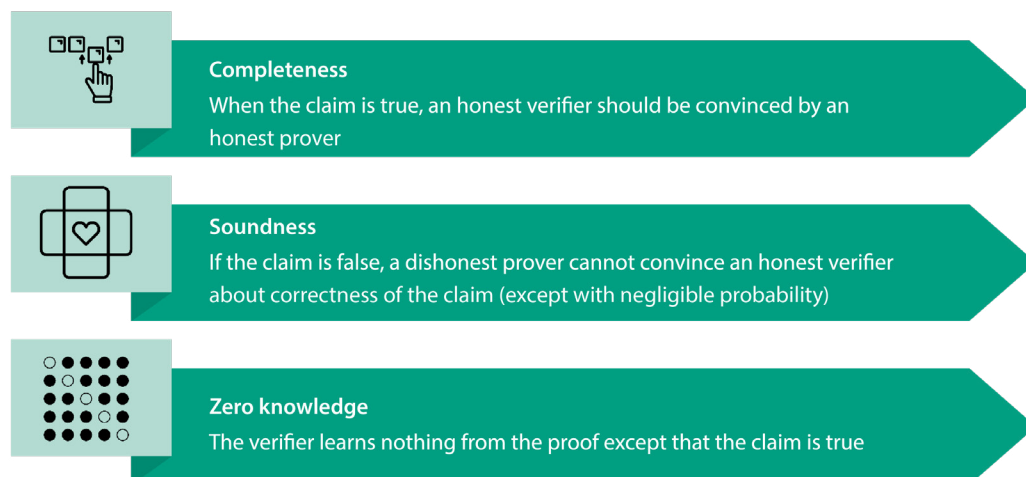 Completeness
When the claim is true, an honest verifier should be convinced by an
honest prover
Soundness
If the claim is false, a dishonest prover cannot convince an honest verifier
about correctness of the claim (except with negligible probability)
Zero knowledge
The verifier learns nothing from the proof except that the claim is true